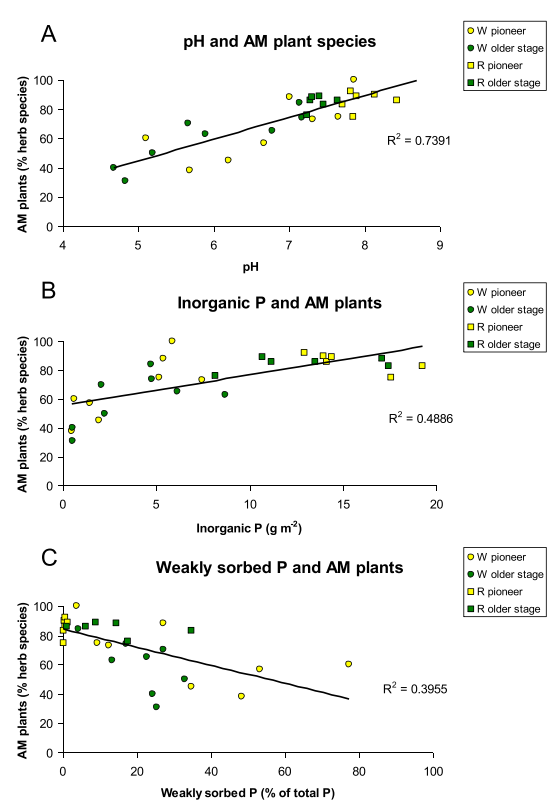 A
pH and AM plant species
W pioneer
W older stage
R pioneer
R older stage
AM plants (% herb species)
100
80
60
40
20
0
R² = 0.7391
4 5 6 7 8 9
pH
B
Inorganic P and AM plants
W pioneer
W older stage
R pioneer
R older stage
AM plants (% herb species)
100
80
60
40
20
0
R² = 0.4886
0 5 10 15 20
Inorganic P (g m⁻²)
C
Weakly sorbed P and AM plants
W pioneer
W older stage
R pioneer
R older stage
AM plants (% herb species)
100
80
60
40
20
0
R² = 0.3955
0 20 40 60 80 100
Weakly sorbed P (% of total P)